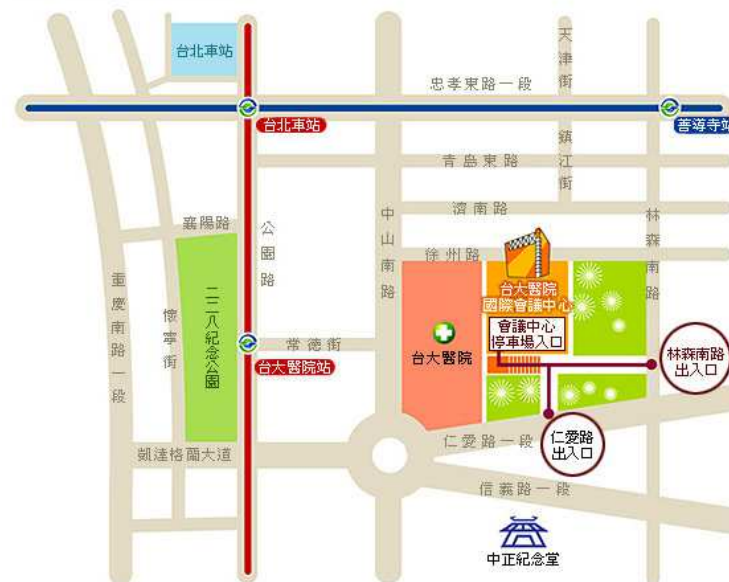 台北車站
天津街
忠孝東路一段
台北車站
善導寺站
青島東路
鎮江街
濟南路
襄陽路
公園路
中山南路
林森南路
徐州路
台大醫院
國際會議中心
重慶南路一段
懷寧街
二二八紀念公園
會議中心
停車場入口
常德街
台大醫院
台大醫院站
林森南路
出入口
凱達格蘭大道
仁愛路一段
仁愛路
出入口
信義路一段
中正紀念堂